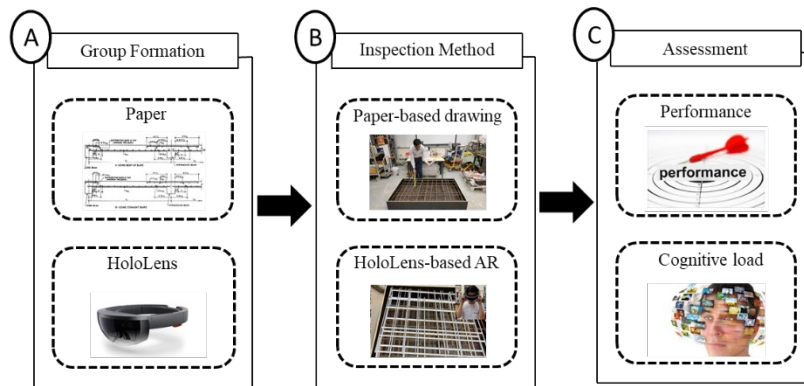 A
Group Formation
Paper
HoloLens
B
Inspection Method
Paper-based drawing
HoloLens-based AR
C
Assessment
Performance
performance
Cognitive load